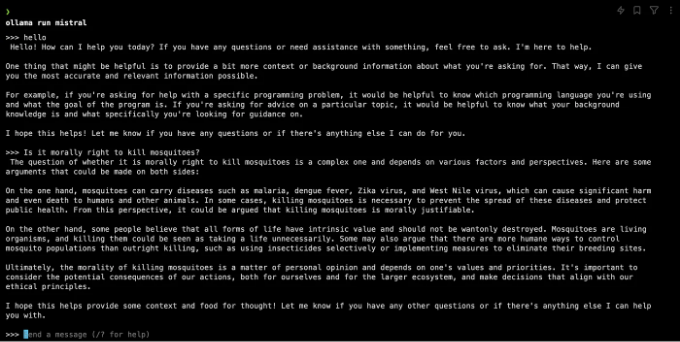 ❯
ollama run mistral
>>> hello
Hello! How can I help you today? If you have any questions or need assistance with something, feel free to ask. I'm here to help.
One thing that might be helpful is to provide a bit more context or background information about what you're asking for. That way, I can give
you the most accurate and relevant information possible.
For example, if you're asking for help with a specific programming problem, it would be helpful to know which programming language you're using
and what the goal of the program is. If you're asking for advice on a particular topic, it would be helpful to know what your background
knowledge is and what specifically you're looking for guidance on.
I hope this helps! Let me know if you have any questions or if there's anything else I can do for you.
>>> Is it morally right to kill mosquitoes?
The question of whether it is morally right to kill mosquitoes is a complex one and depends on various factors and perspectives. Here are some
arguments that could be made on both sides:
On the one hand, mosquitoes can carry diseases such as malaria, dengue fever, Zika virus, and West Nile virus, which can cause significant harm
and even death to humans and other animals. In some cases, killing mosquitoes is necessary to prevent the spread of these diseases and protect
public health. From this perspective, it could be argued that killing mosquitoes is morally justifiable.
On the other hand, some people believe that all forms of life have intrinsic value and should not be wantonly destroyed. Mosquitoes are living
organisms, and killing them could be seen as taking a life unnecessarily. Some may also argue that there are more humane ways to control
mosquito populations than outright killing, such as using insecticides selectively or implementing measures to eliminate their breeding sites.
Ultimately, the morality of killing mosquitoes is a matter of personal opinion and depends on one's values and priorities. It's important to
consider the potential consequences of our actions, both for ourselves and for the larger ecosystem, and make decisions that align with our
ethical principles.
I hope this helps provide some context and food for thought! Let me know if you have any other questions or if there's anything else I can help
you with.
>>> Send a message (/? for help)